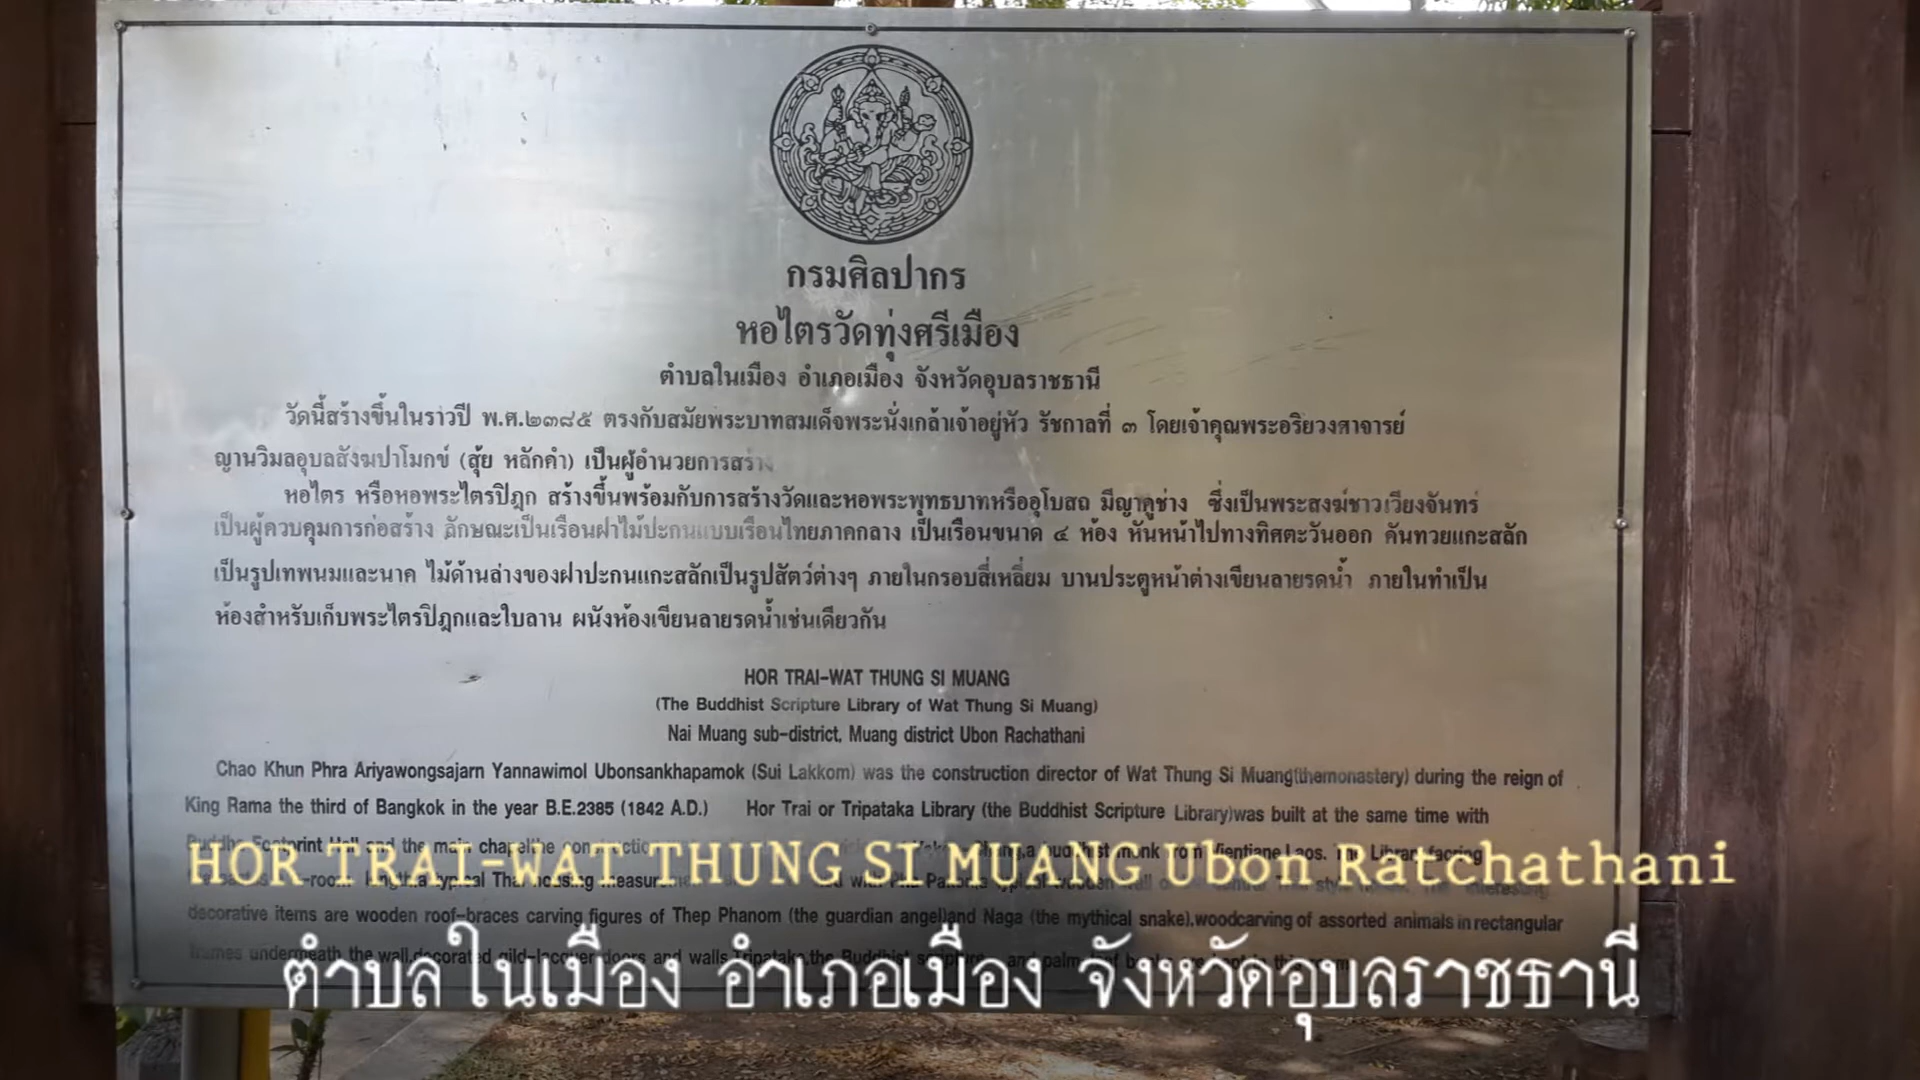 กรมศิลปากร
หอไตรวัดทุ่งศรีเมือง
ตำบลในเมือง อำเภอเมือง จังหวัดอุบลราชธานี
วัดนี้สร้างขึ้นในราวปี พ.ศ.๒๓๘๕ ตรงกับสมัยพระบาทสมเด็จพระนั่งเกล้าเจ้าอยู่หัว รัชกาลที่ ๓ โดยเจ้าคุณพระอริยวงศาจารย์
ญานวิมลอุบลสังฆปาโมกข์ (สุ้ย หลักคำ) เป็นผู้อำนวยการสร้าง
หอไตร หรือหอพระไตรปิฎก สร้างขึ้นพร้อมกับการสร้างวัดและหอพระพุทธบาทหรืออุโบสถ มีญาคูช่าง ซึ่งเป็นพระสงฆ์ชาวเวียงจันทร์
เป็นผู้ควบคุมการก่อสร้าง ลักษณะเป็นเรือนฝาไม้ปะกนแบบเรือนไทยภาคกลาง เป็นเรือนขนาด ๔ ห้อง หันหน้าไปทางทิศตะวันออก คันทวยแกะสลัก
เป็นรูปเทพนมและนาค ไม้ด้านล่างของฝาปะกนแกะสลักเป็นรูปสัตว์ต่างๆ ภายในกรอบสี่เหลี่ยม บานประตูหน้าต่างเขียนลายรดน้ำ ภายในทำเป็น
ห้องสำหรับเก็บพระไตรปิฎกและใบลาน ผนังห้องเขียนลายรดน้ำเช่นเดียวกัน
HOR TRAI-WAT THUNG SI MUANG
(The Buddhist Scripture Library of Wat Thung Si Muang)
Nai Muang sub-district, Muang district Ubon Rachathani
Chao Khun Phra Ariyawongsajarn Yannawimol Ubonsankhapamok (Sui Lakkom) was the construction director of Wat Thung Si Muang(themonastery) during the reign of
King Rama the third of Bangkok in the year B.E.2385 (1842 A.D.) Hor Trai or Tripataka Library (the Buddhist Scripture Library)was built at the same time with
and the main chapel a buddhist monk from Vientiane Laos.
HOR TRAI-WAT THUNG SI MUANG Ubon Ratchathani
typical
decorative items are wooden roof-braces carving figures of Thep Phanom (the guardian angel)and Naga (the mythical snake),woodcarving of assorted animals in rectangular
frames underneath the wall,decorated gild-lacquer doors and walls
ตำบลในเมือง อำเภอเมือง จังหวัดอุบลราชธานี